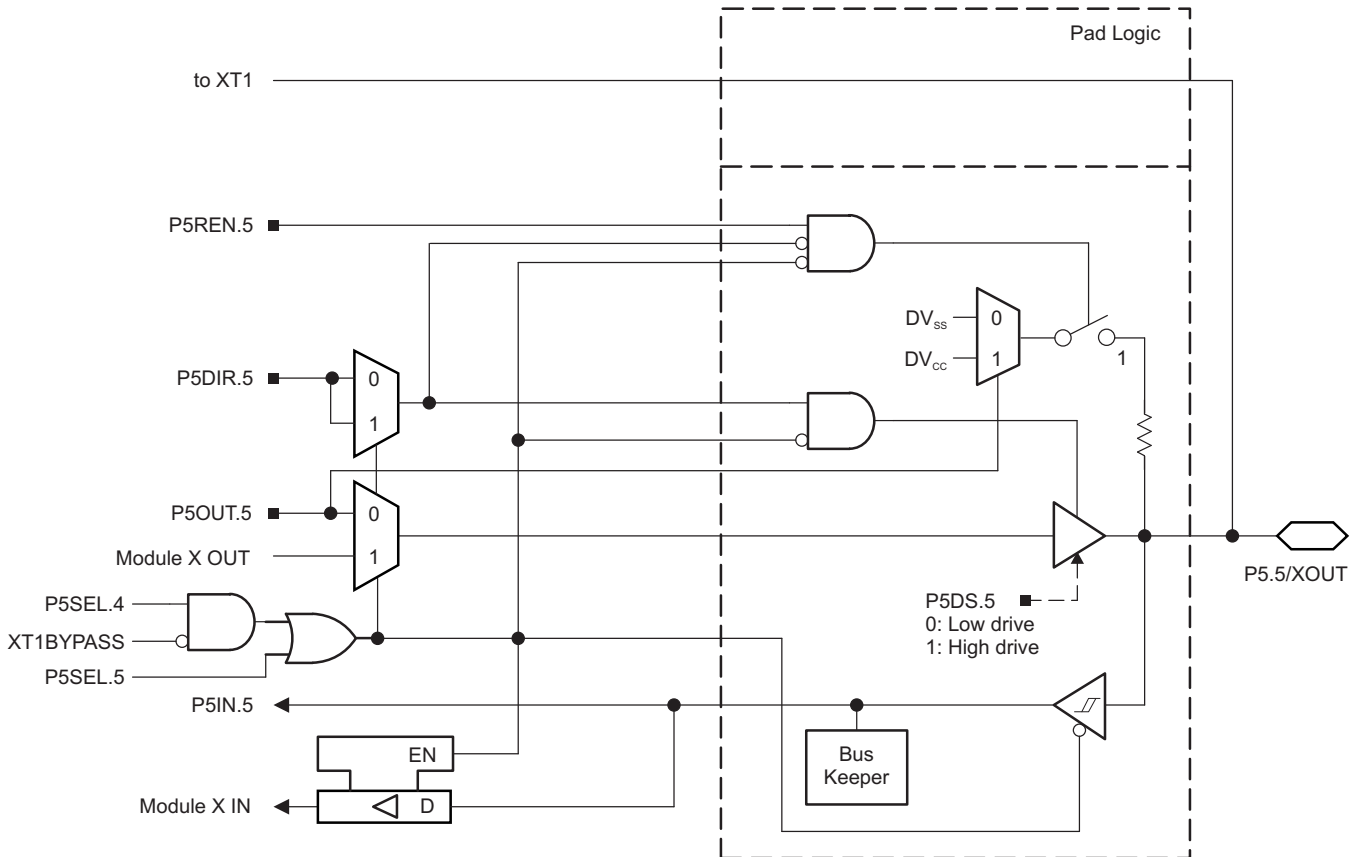 Pad Logic
to XT1
P5REN.5
DVSS
0
DVCC
1
1
P5DIR.5
0
1
P5OUT.5
0
Module X OUT
1
P5.5/XOUT
P5SEL.4
P5DS.5
0: Low drive
1: High drive
XT1BYPASS
P5SEL.5
P5IN.5
EN
Bus
Keeper
Module X IN
D